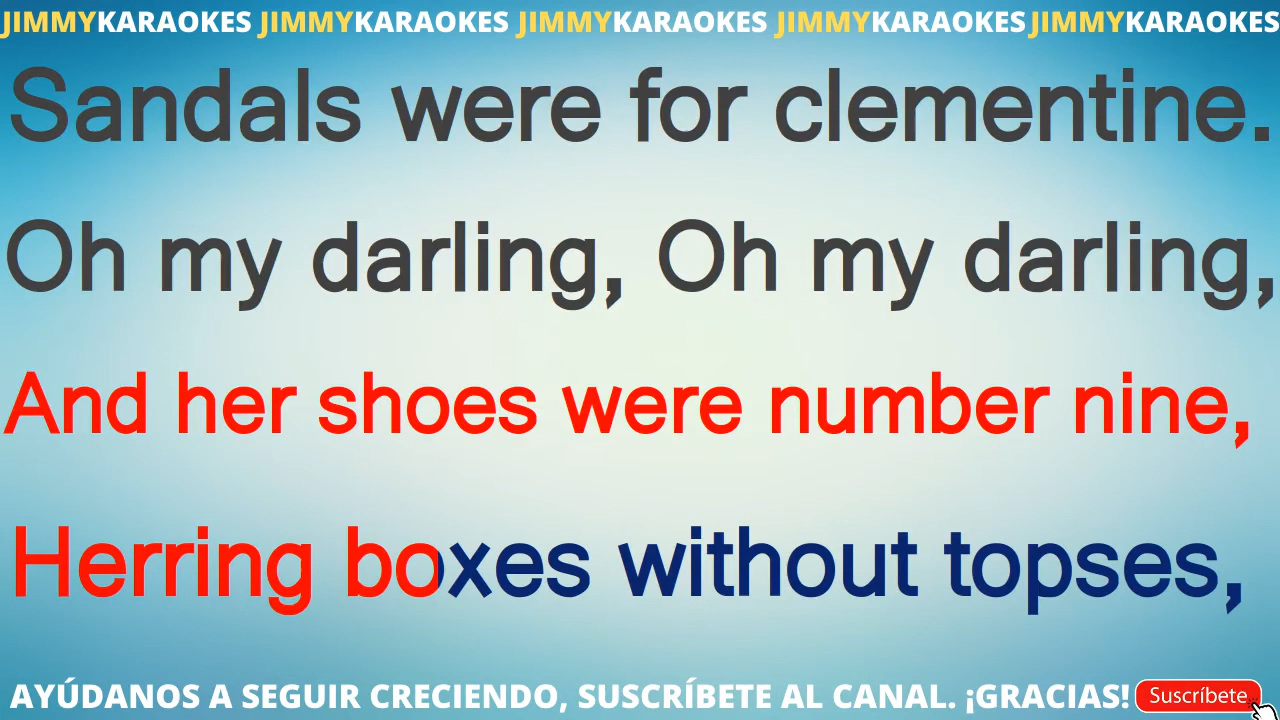 JIMMYKARAOKES JIMMYKARAOKES JIMMYKARAOKES JIMMYKARAOKES JIMMYKARAOKES
Sandals were for clementine.
Oh my darling, Oh my darling,
And her shoes were number nine,
Herring boxes without topses,
AYÚDANOS A SEGUIR CRECIENDO, SUSCRÍBETE AL CANAL. ¡GRACIAS! Suscríbete